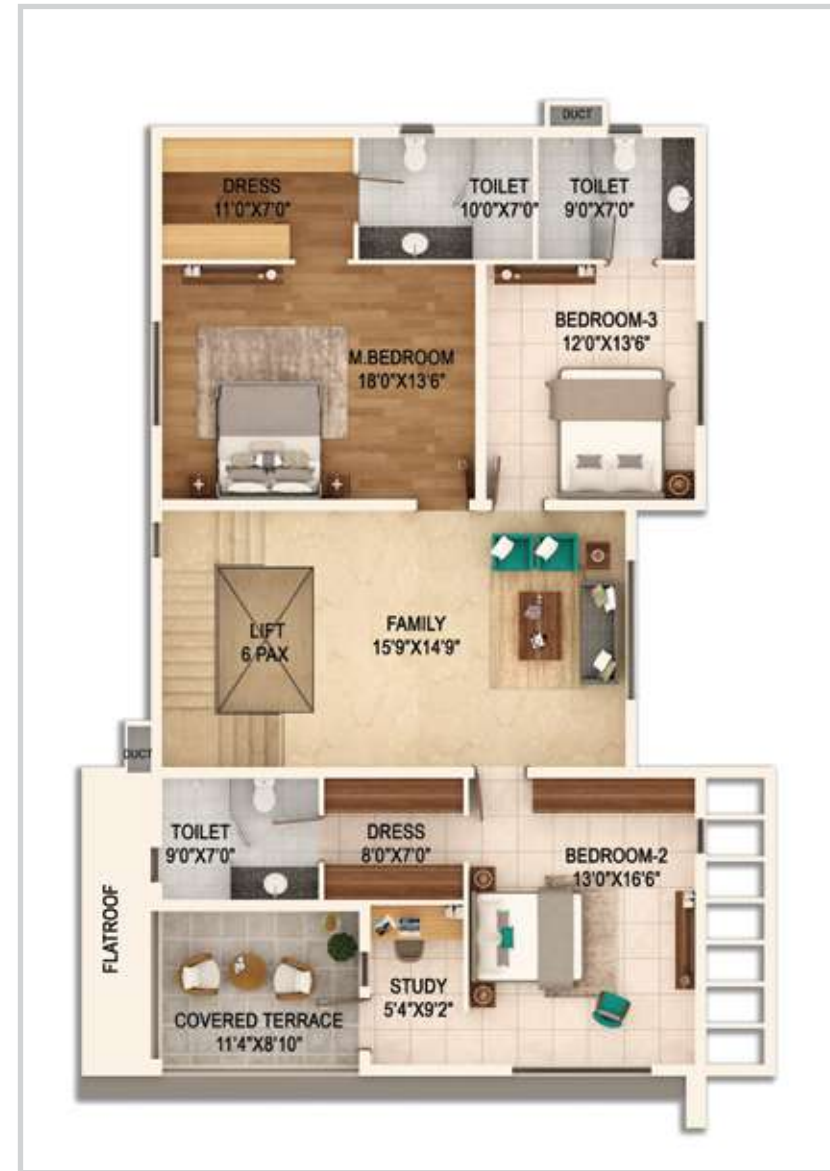 DUCT
DRESS
11'0"X7'0"
TOILET
10'0"X7'0"
TOILET
9'0"X7'0"
M.BEDROOM
18'0"X13'6"
BEDROOM-3
12'0"X13'6"
LIFT
6 PAX
FAMILY
15'9"X14'9"
DUCT
TOILET
9'0"X7'0"
DRESS
8'0"X7'0"
BEDROOM-2
13'0"X16'6"
FLATROOF
STUDY
5'4"X9'2"
COVERED TERRACE
11'4"X8'10"